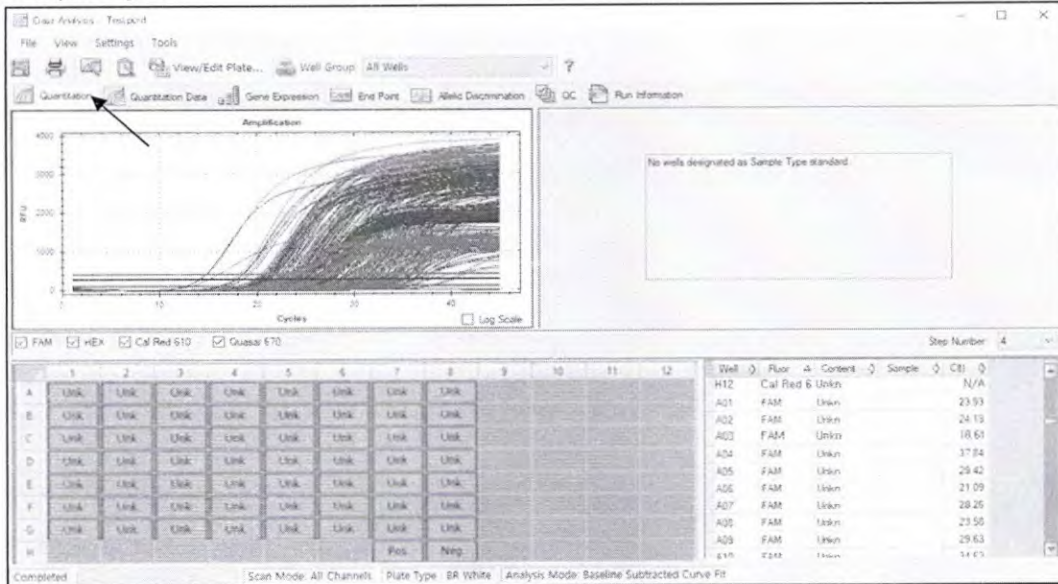 Data Analysis - Test.pcrd
File View Settings Tools
View/Edit Plate... Well Group All Wells ?
Quantitation Quantitation Data Gene Expression End Point Allelic Discrimination QC Run Information
Amplification
4000
3000
2000
1000
0
RFU
0 10 20 30 40
Cycles
Log Scale
No wells designated as Sample Type standard
FAM HEX Cal Red 610 Quasar 670
Step Number 4
1 2 3 4 5 6 7 8 9 10 11 12
A Unk Unk Unk Unk Unk Unk Unk Unk
B Unk Unk Unk Unk Unk Unk Unk Unk
C Unk Unk Unk Unk Unk Unk Unk Unk
D Unk Unk Unk Unk Unk Unk Unk Unk
E Unk Unk Unk Unk Unk Unk Unk Unk
F Unk Unk Unk Unk Unk Unk Unk Unk
G Unk Unk Unk Unk Unk Unk Unk Unk
H Pos Neg
Well Fluor Content Sample C(t)
H12 Cal Red 6 Unkn N/A
A01 FAM Unkn 23.93
A02 FAM Unkn 24.13
A03 FAM Unkn
A04 FAM Unkn 37.84
A05 FAM Unkn 29.42
A06 FAM Unkn 21.09
A07 FAM Unkn 28.26
A08 FAM Unkn 23.58
A09 FAM Unkn 29.63
A10 FAM Unkn
Completed Scan Mode: All Channels Plate Type: BR White Analysis Mode: Baseline Subtracted Curve Fit